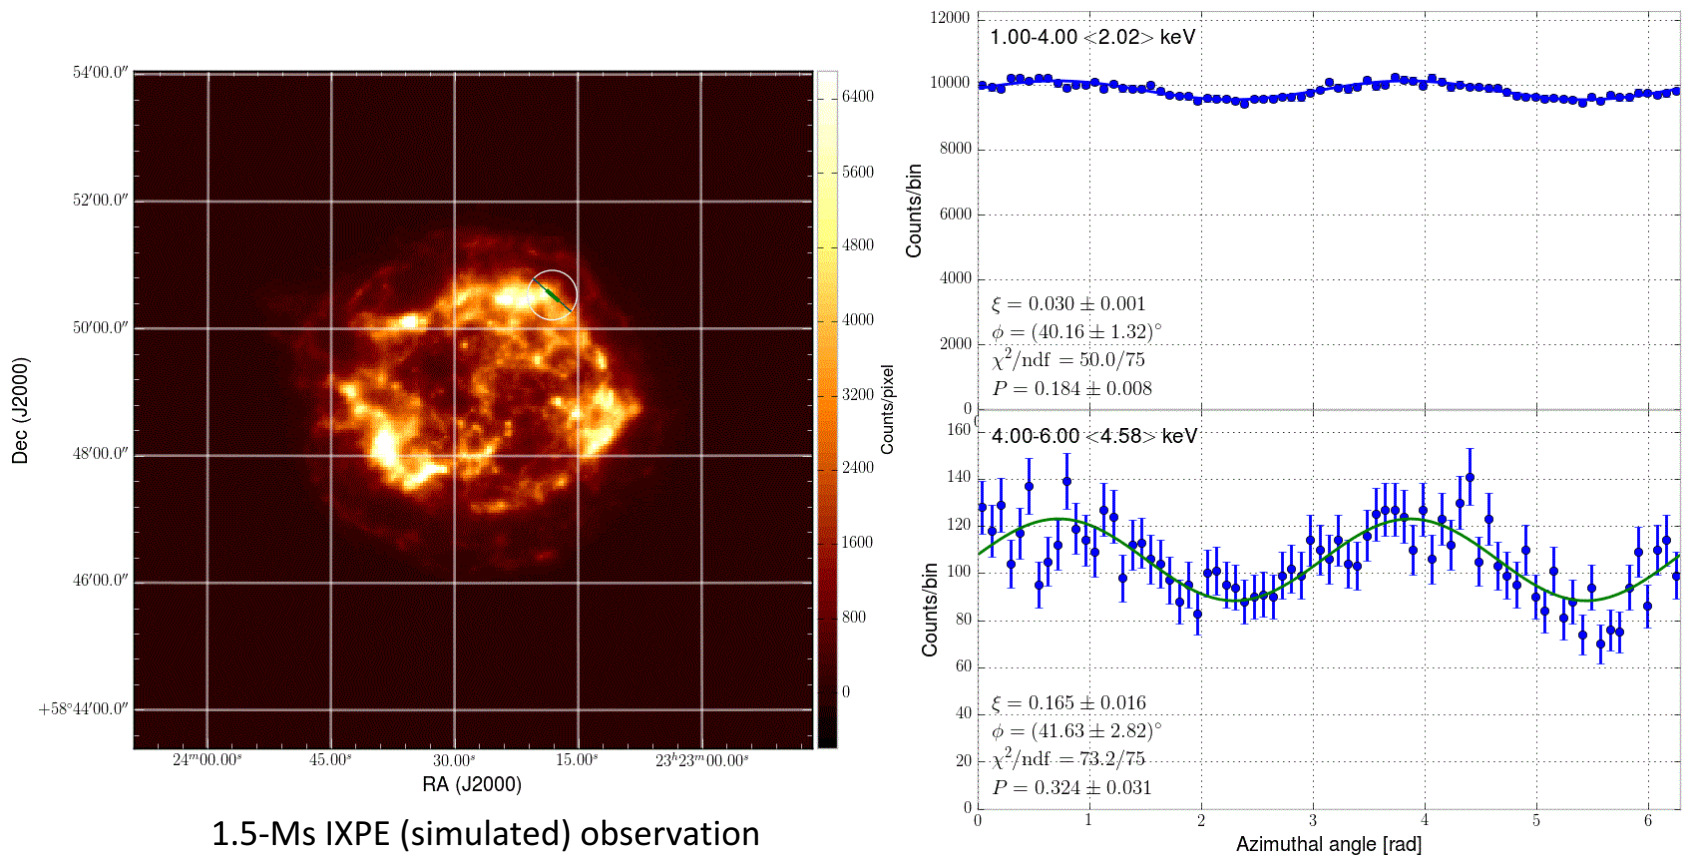 54′00.0″
52′00.0″
50′00.0″
48′00.0″
46′00.0″
+58°44′00.0″
Dec (J2000)
24ᵐ00.00ˢ
45.00ˢ
30.00ˢ
15.00ˢ
23ʰ23ᵐ00.00ˢ
RA (J2000)
6400
5600
4800
4000
3200
2400
1600
800
0
Counts/pixel
1.5-Ms IXPE (simulated) observation
12000
10000
8000
6000
4000
2000
0
Counts/bin
1.00-4.00 <2.02> keV
ξ = 0.030 ± 0.001
ϕ = (40.16 ± 1.32)°
χ²/ndf = 50.0/75
P = 0.184 ± 0.008
160
140
120
100
80
60
40
20
0
Counts/bin
4.00-6.00 <4.58> keV
ξ = 0.165 ± 0.016
ϕ = (41.63 ± 2.82)°
χ²/ndf = 73.2/75
P = 0.324 ± 0.031
0 1 2 3 4 5 6
Azimuthal angle [rad]